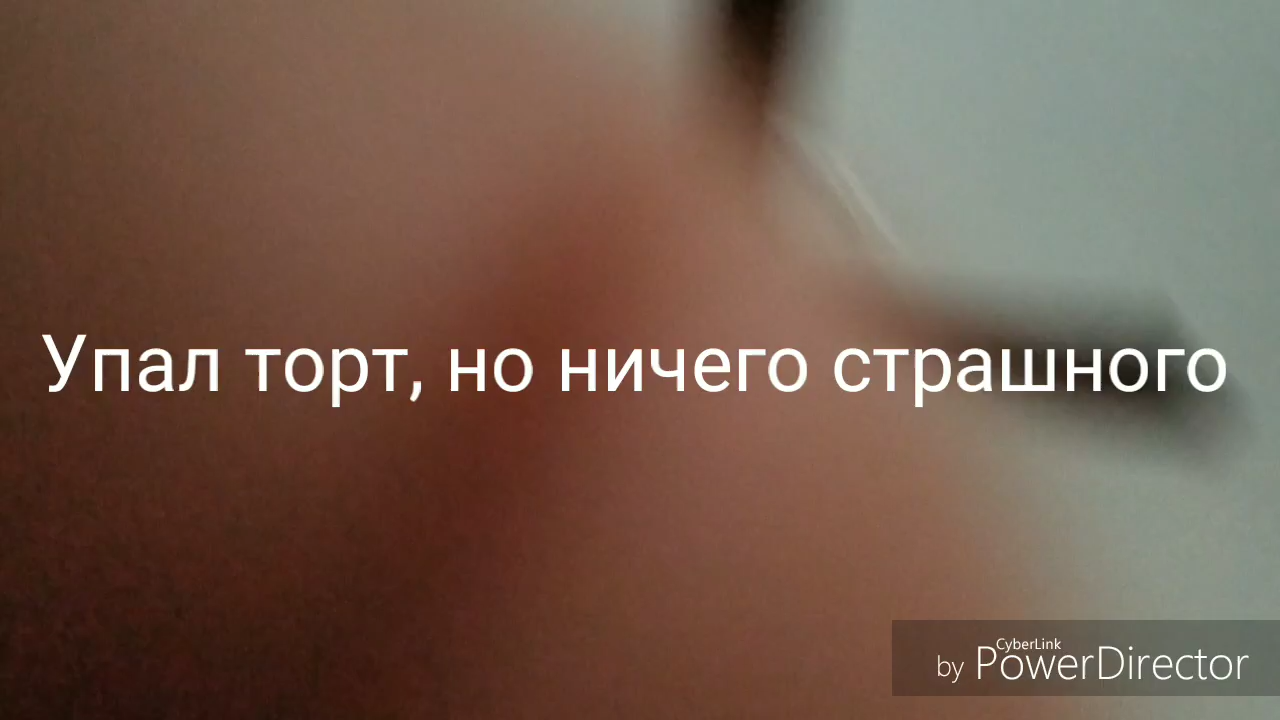 Упал торт, но ничего страшного
CyberLink
by PowerDirector